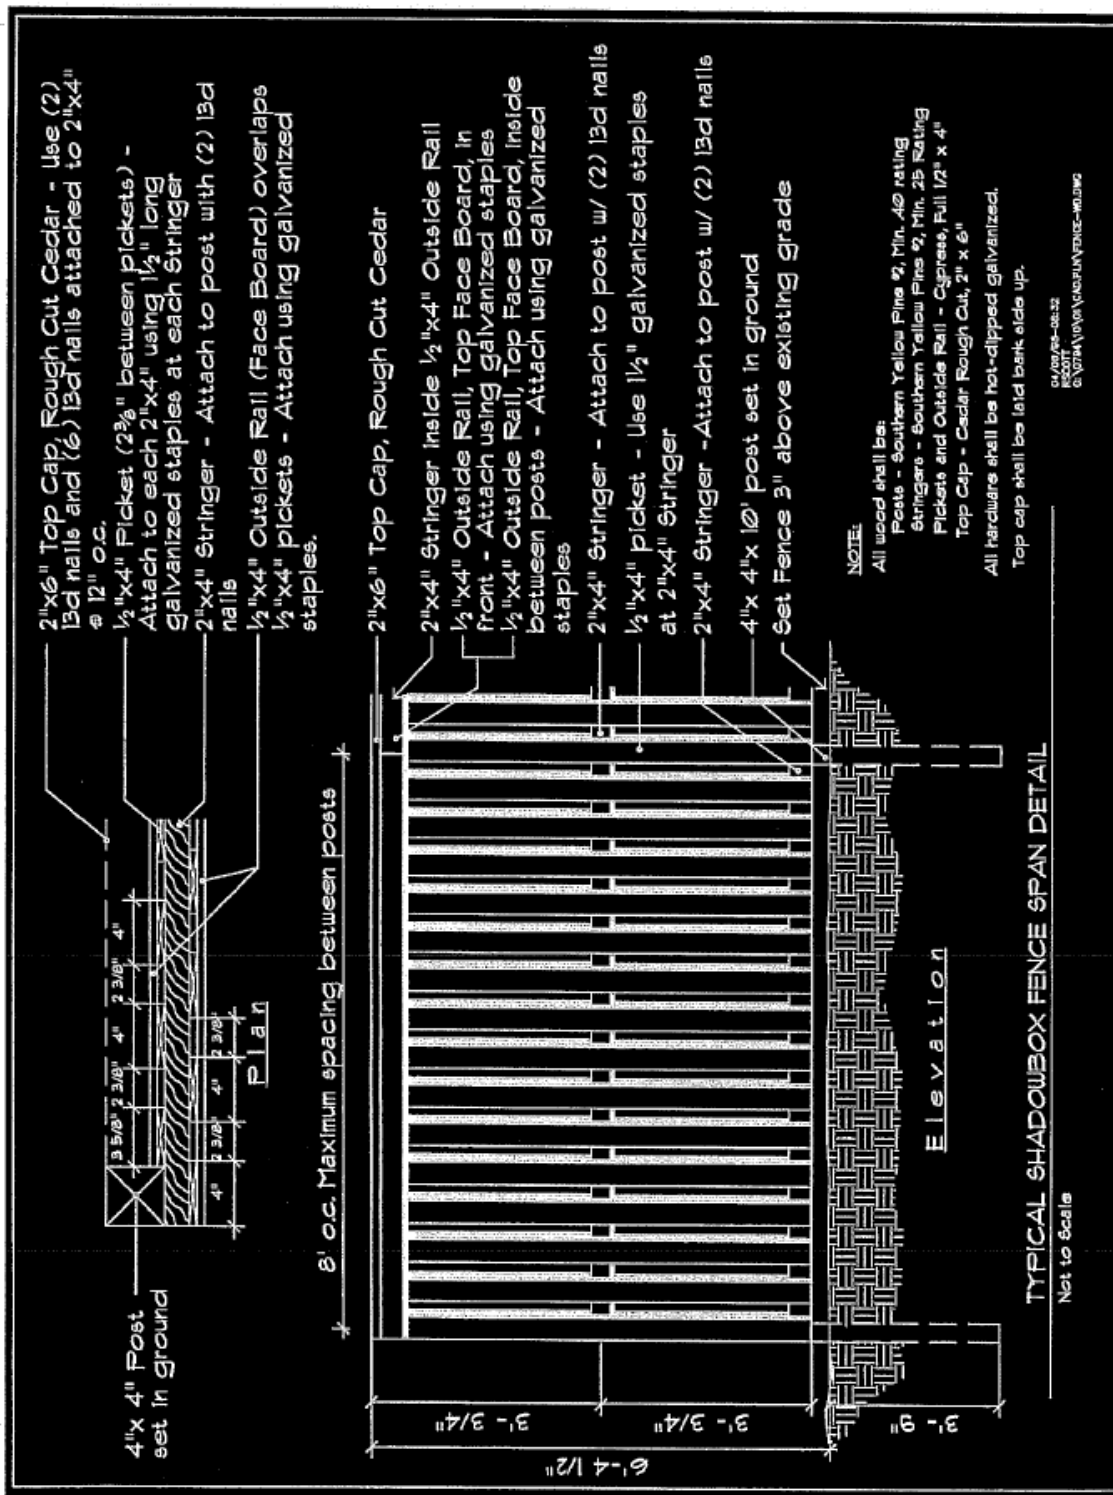 2"x6" Top Cap, Rough Cut Cedar - Use (2)
13d nails and (6) 13d nails attached to 2"x4"
@ 12" o.c.
½"x4" Picket (2⅜" between pickets) -
Attach to each 2"x4" using 1½" long
galvanized staples at each Stringer
2"x4" Stringer - Attach to post with (2) 13d
nails
½"x4" Outside Rail (Face Board) overlaps
½"x4" pickets - Attach using galvanized
staples.
4"x 4" Post
set in ground
3 5/8"
2 3/8"
4"
2 3/8"
4"
4"
2 3/8"
4"
2 3/8"
Plan
8' o.c. Maximum spacing between posts
2"x6" Top Cap, Rough Cut Cedar
2"x4" Stringer inside ½"x4" Outside Rail
½"x4" Outside Rail, Top Face Board, in
front - Attach using galvanized staples
½"x4" Outside Rail, Top Face Board, inside
between posts - Attach using galvanized
staples
2"x4" Stringer - Attach to post w/ (2) 13d nails
½"x4" picket - Use 1½" galvanized staples
at 2"x4" Stringer
2"x4" Stringer -Attach to post w/ (2) 13d nails
4"x 4"x 10' post set in ground
Set Fence 3" above existing grade
3'- 3/4"
3'- 3/4"
6'-4 1/2"
3'- 9"
Elevation
NOTE:
All wood shall be:
Posts - Southern Yellow Pine #2, Min. .40 rating
Stringers - Southern Yellow Pine #2, Min. .25 Rating
Pickets and Outside Rail - Cypress, Full 1/2" x 4"
Top Cap - Cedar Rough Cut, 2" x 6"
All hardware shall be hot-dipped galvanized.
Top cap shall be laid bark side up.
TYPICAL SHADOWBOX FENCE SPAN DETAIL
Not to Scale